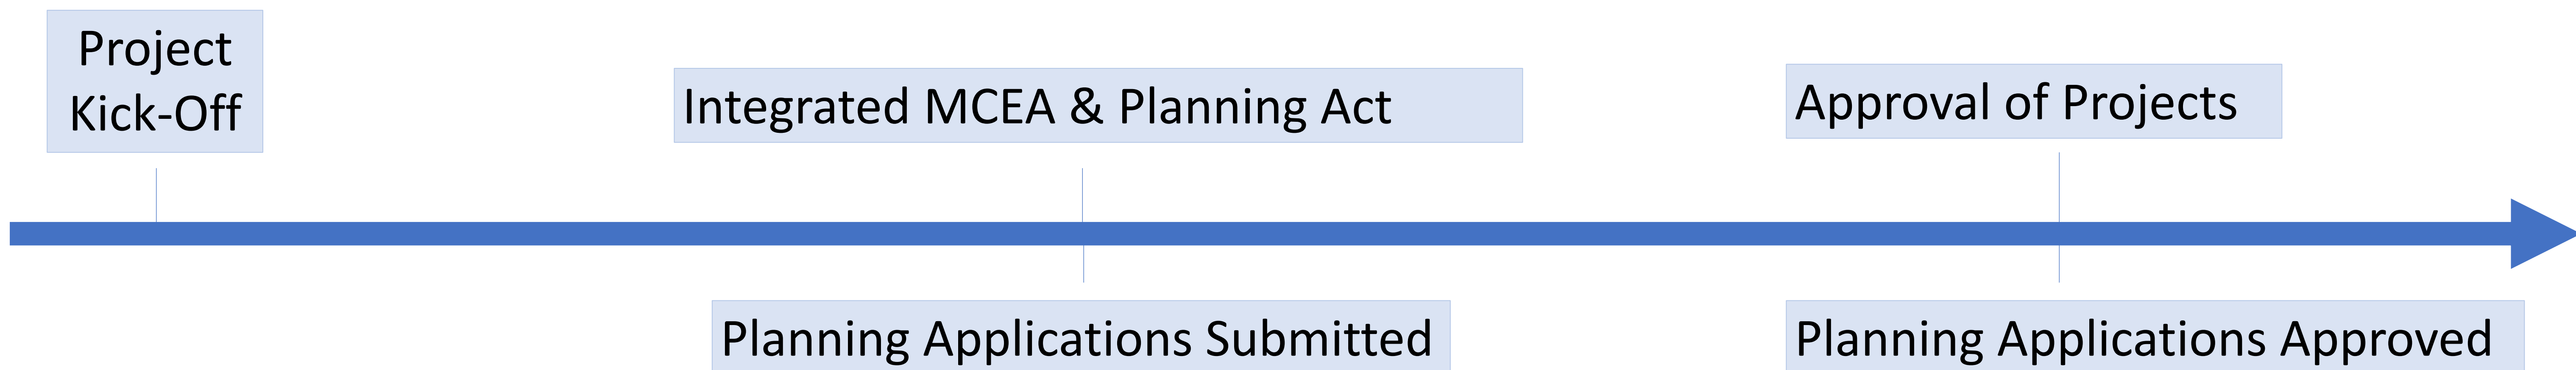 Project
Kick-Off
Integrated MCEA & Planning Act
Approval of Projects
Planning Applications Submitted
Planning Applications Approved